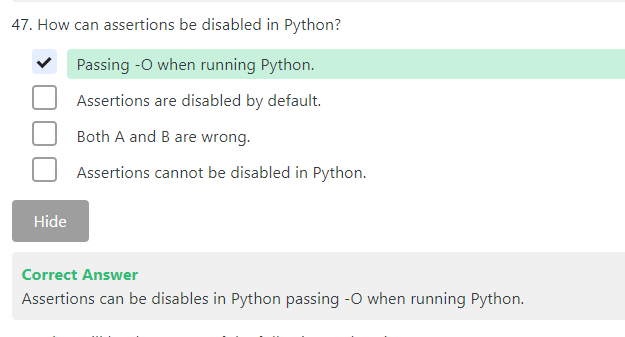 47. How can assertions be disabled in Python?
Passing -O when running Python.
Assertions are disabled by default.
Both A and B are wrong.
Assertions cannot be disabled in Python.
Hide
Correct Answer
Assertions can be disables in Python passing -O when running Python.